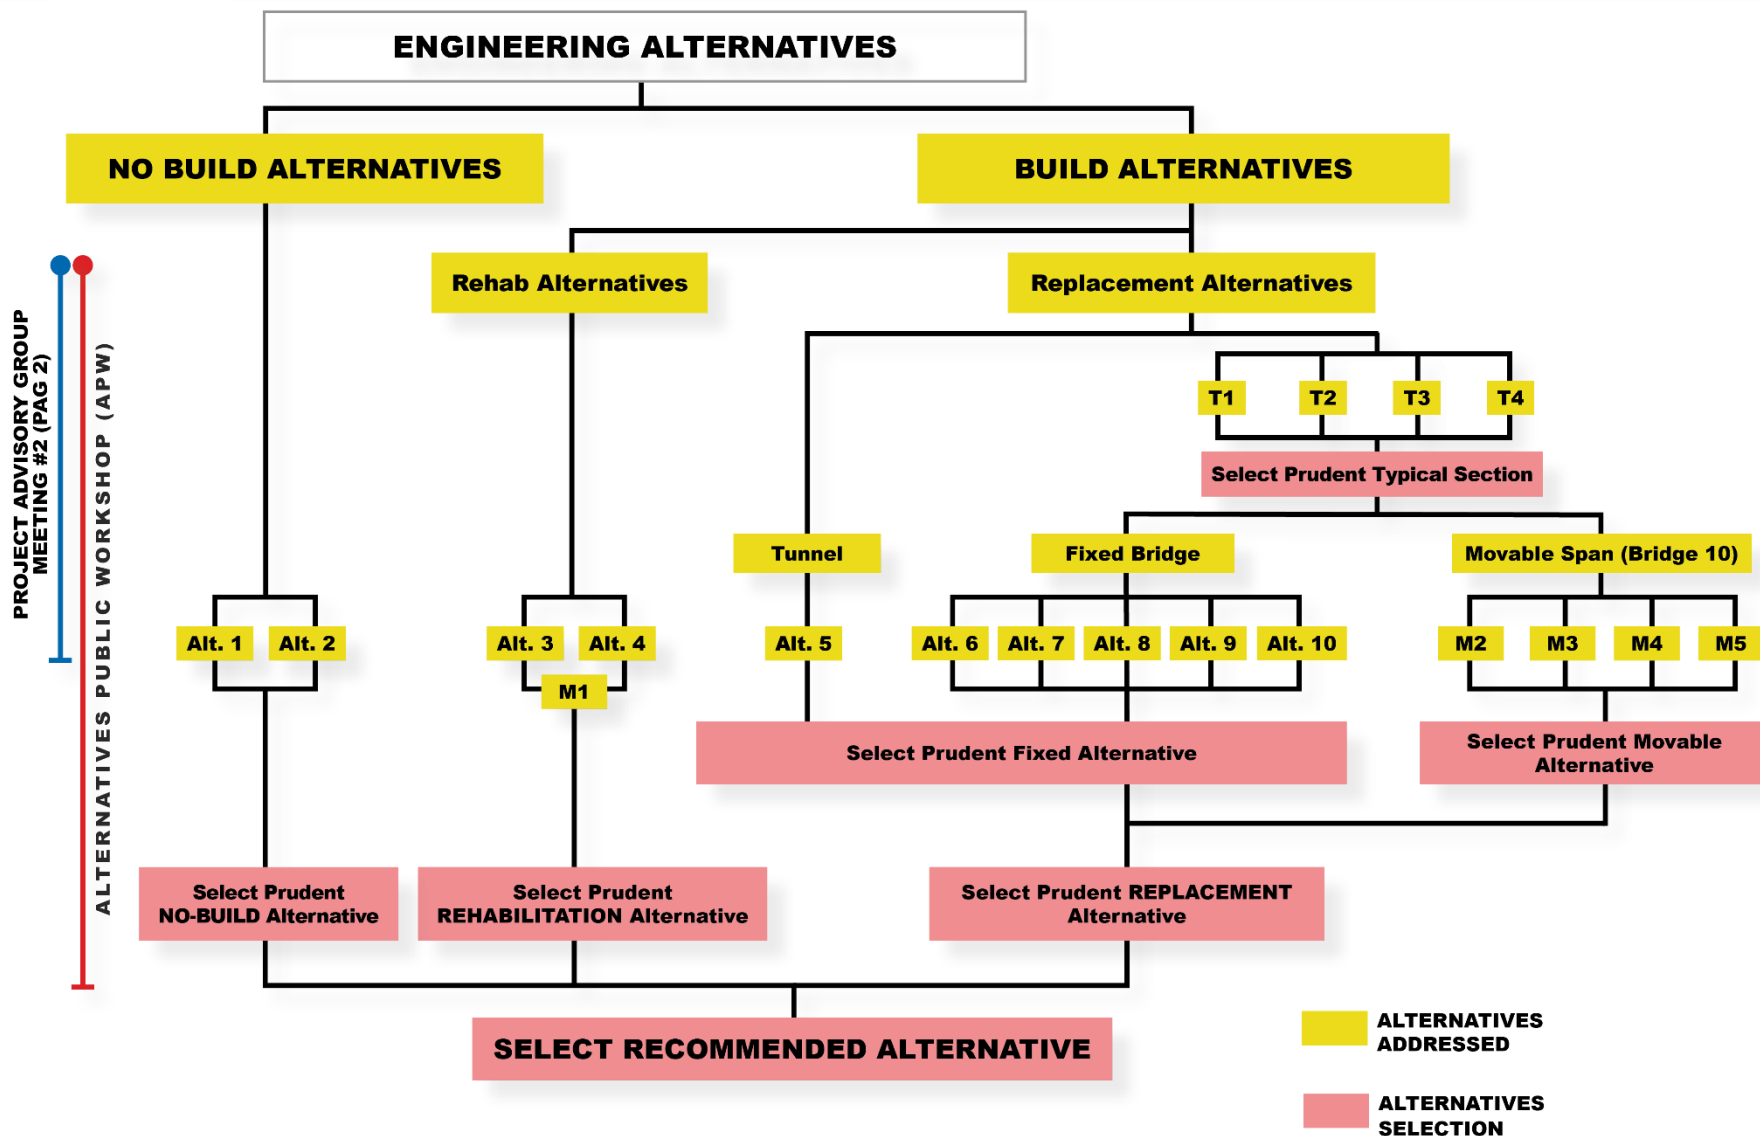 ENGINEERING ALTERNATIVES
NO BUILD ALTERNATIVES
BUILD ALTERNATIVES
Rehab Alternatives
Replacement Alternatives
PROJECT ADVISORY GROUP
MEETING #2 (PAG 2)
ALTERNATIVES PUBLIC WORKSHOP (APW)
T1
T2
T3
T4
Select Prudent Typical Section
Tunnel
Fixed Bridge
Movable Span (Bridge 10)
Alt. 1
Alt. 2
Alt. 3
Alt. 4
Alt. 5
Alt. 6
Alt. 7
Alt. 8
Alt. 9
Alt. 10
M2
M3
M4
M5
M1
Select Prudent Fixed Alternative
Select Prudent Movable
Alternative
Select Prudent
NO-BUILD Alternative
Select Prudent
REHABILITATION Alternative
Select Prudent REPLACEMENT
Alternative
SELECT RECOMMENDED ALTERNATIVE
ALTERNATIVES
ADDRESSED
ALTERNATIVES
SELECTION